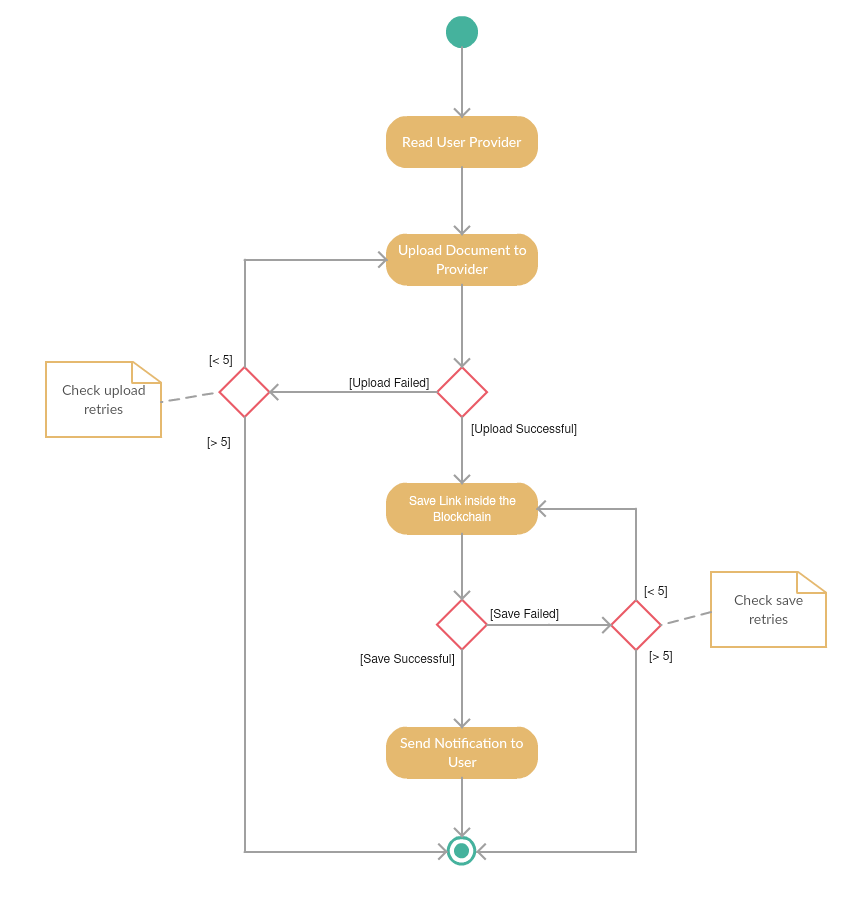 Read User Provider
Upload Document to
Provider
[< 5]
Check upload
retries
[Upload Failed]
[> 5]
[Upload Successful]
Save Link inside the
Blockchain
[< 5]
Check save
retries
[Save Failed]
[Save Successful]
[> 5]
Send Notification to
User